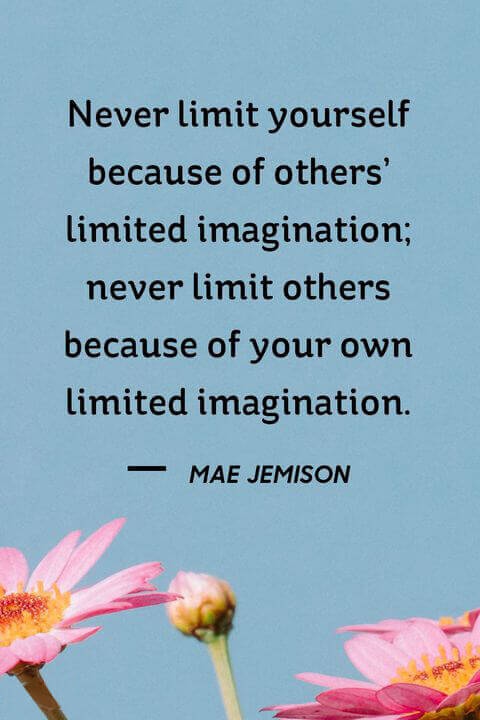 Never limit yourself
because of others’
limited imagination;
never limit others
because of your own
limited imagination.
— MAE JEMISON